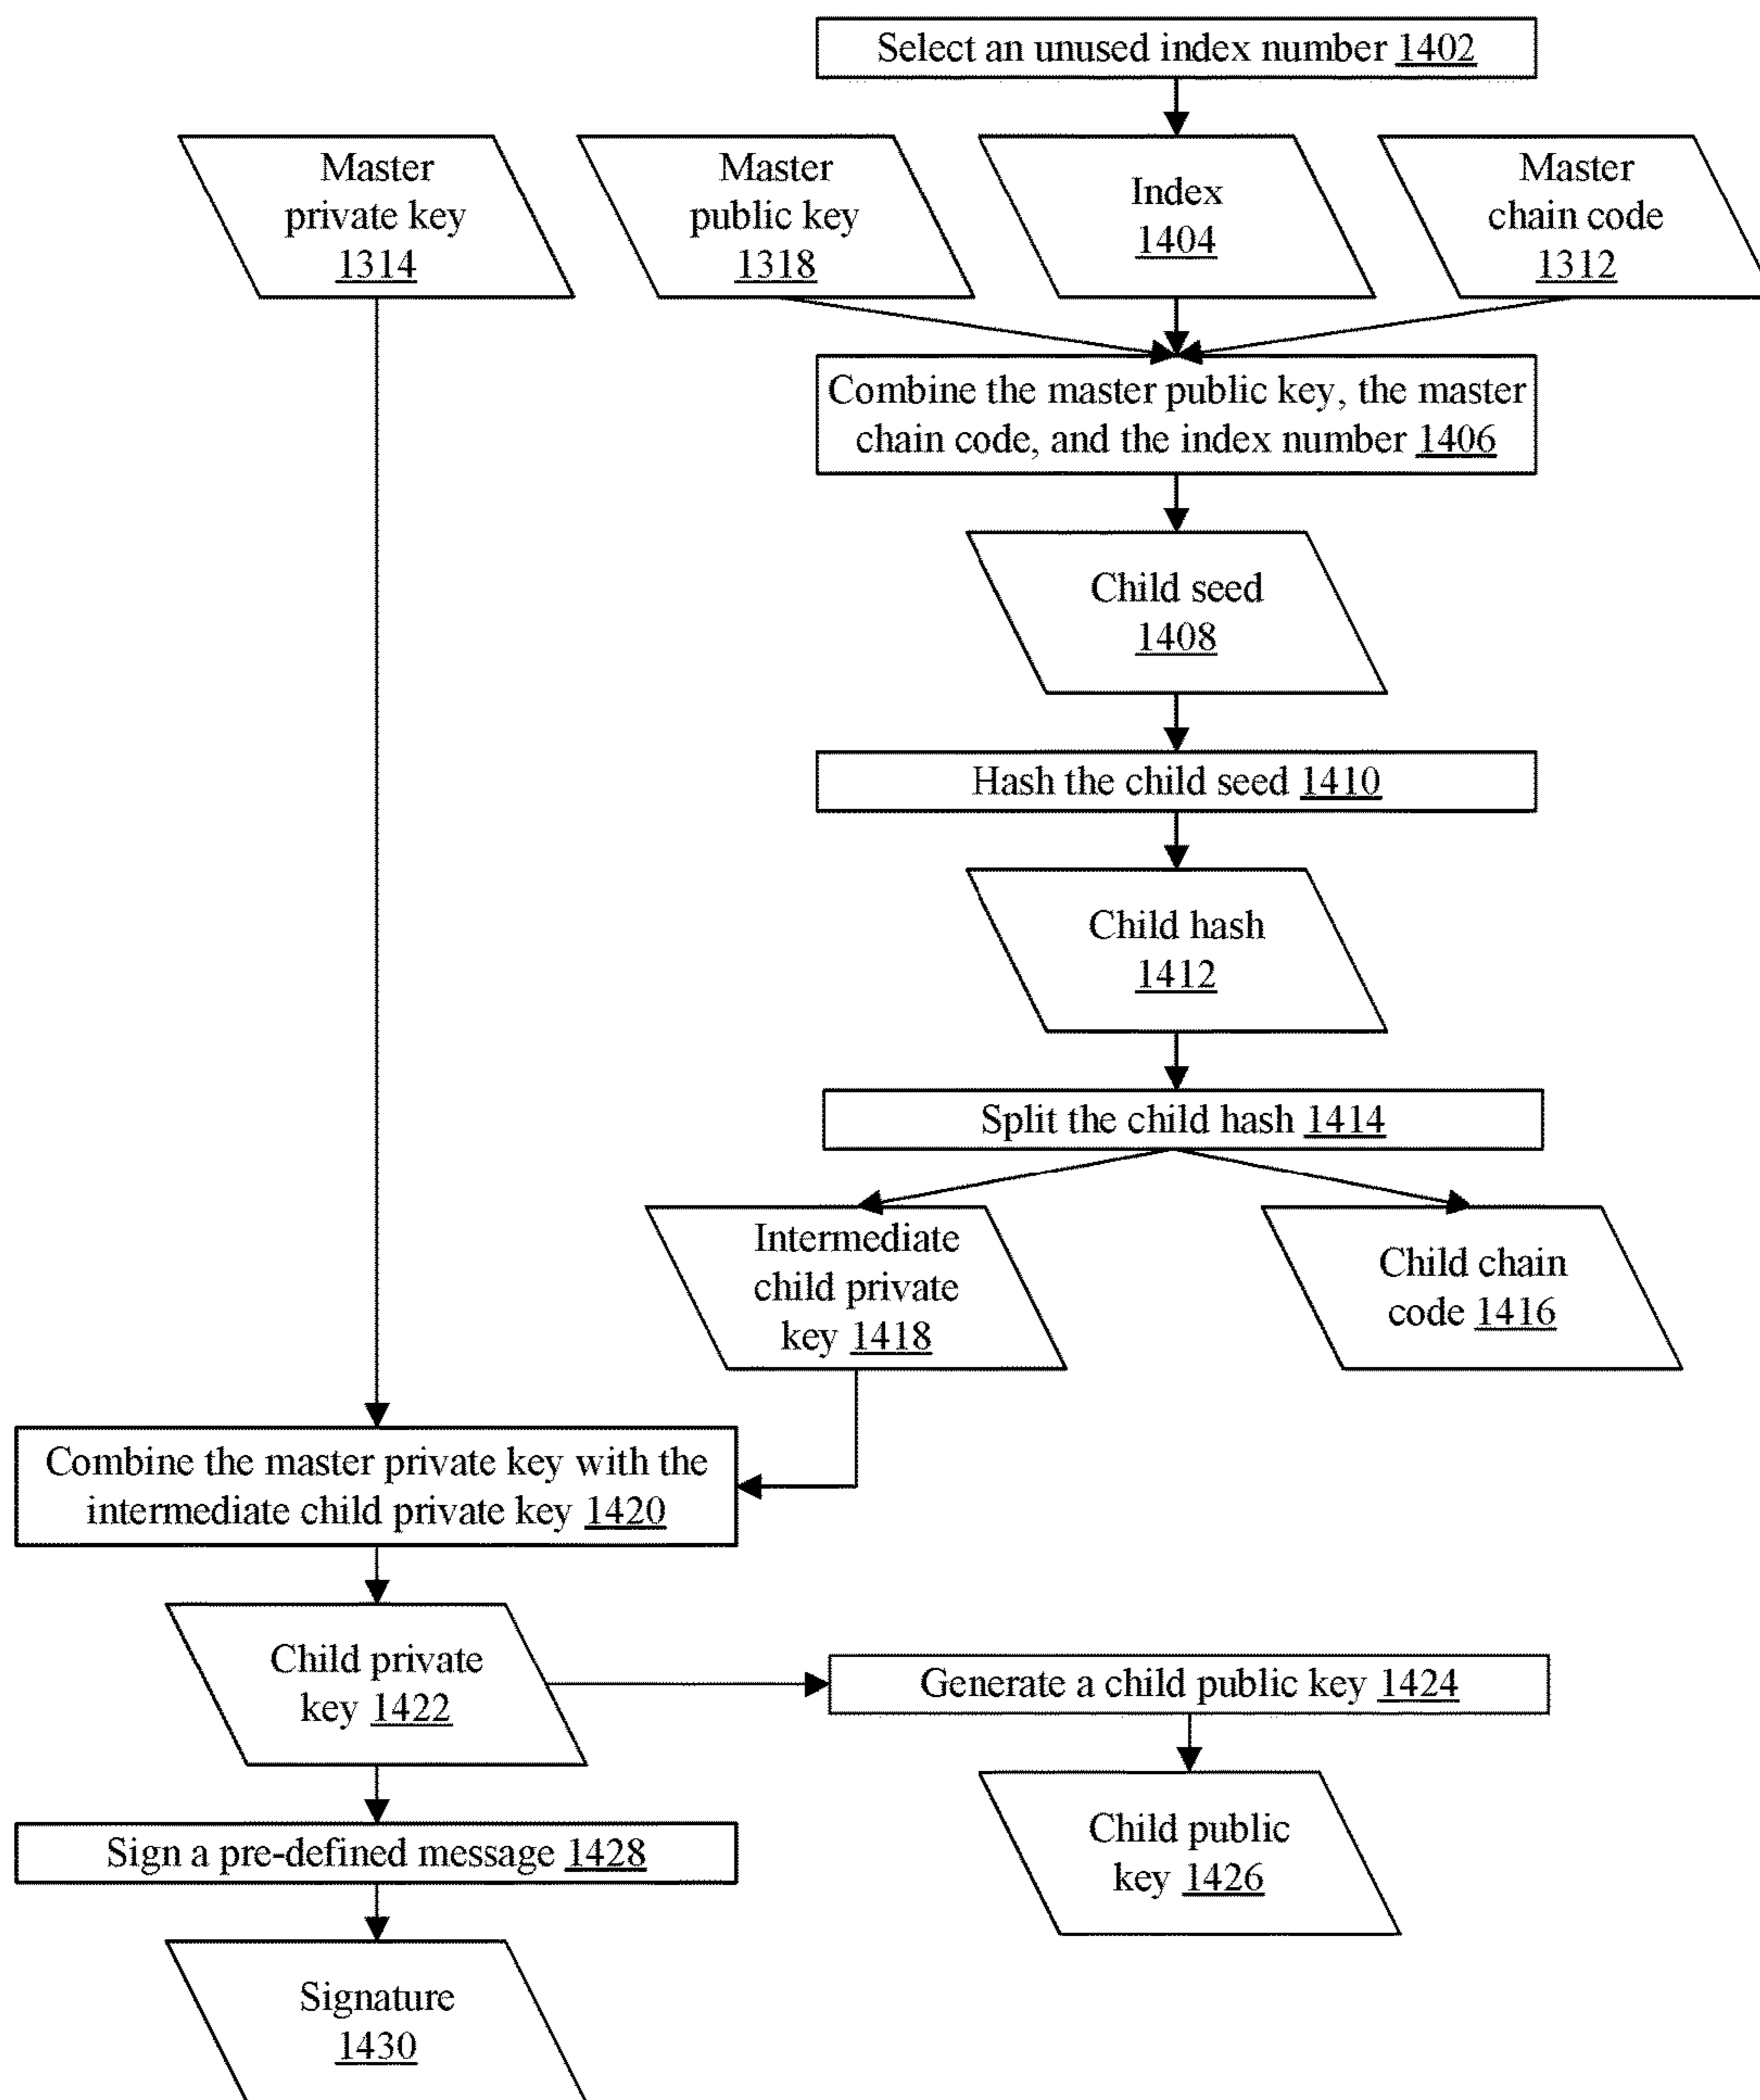 Select an unused index number 1402
Master
private key
1314
Master
public key
1318
Index
1404
Master
chain code
1312
Combine the master public key, the master
chain code, and the index number 1406
Child seed
1408
Hash the child seed 1410
Child hash
1412
Split the child hash 1414
Intermediate
child private
key 1418
Child chain
code 1416
Combine the master private key with the
intermediate child private key 1420
Child private
key 1422
Generate a child public key 1424
Child public
key 1426
Sign a pre-defined message 1428
Signature
1430